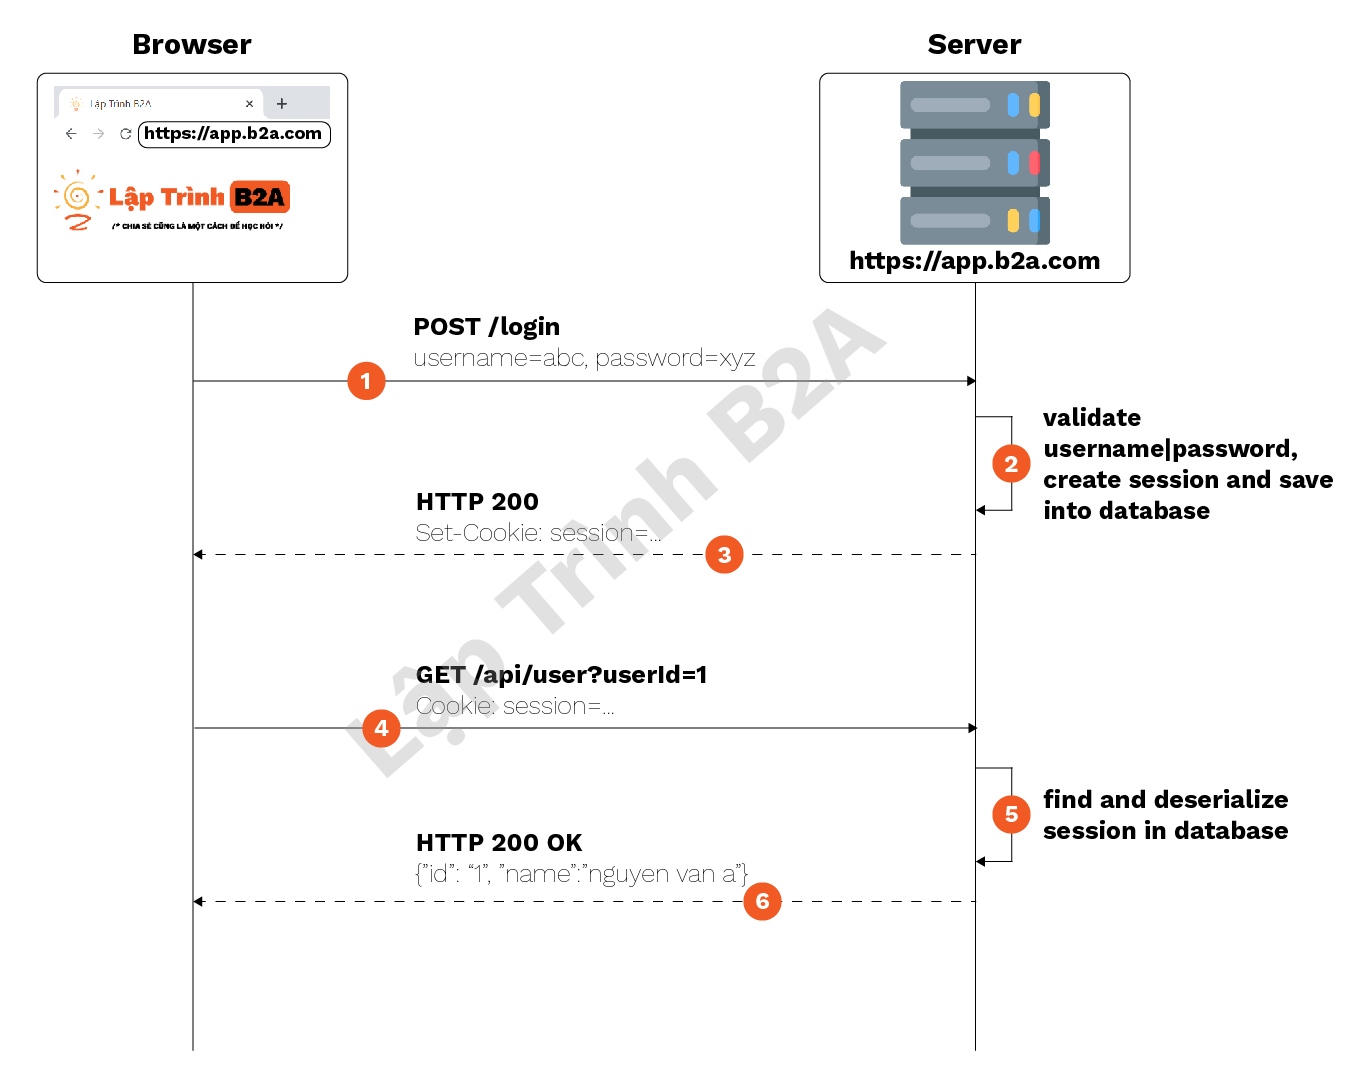 Browser
Server
Lập Trình B2A
https://app.b2a.com
Lập Trình B2A
/* CHIA SẺ CŨNG LÀ MỘT CÁCH ĐỂ HỌC HỎI */
https://app.b2a.com
POST /login
username=abc, password=xyz
1
validate
username|password,
create session and save
into database
2
HTTP 200
Set-Cookie: session=...
3
Lập Trình B2A
GET /api/user?userId=1
Cookie: session=...
4
find and deserialize
session in database
5
HTTP 200 OK
{”id”: “1”, ”name”:”nguyen van a”}
6